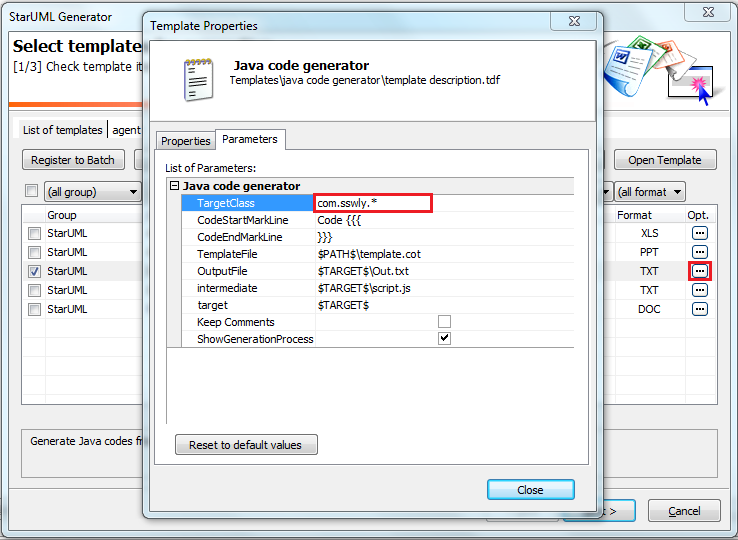 StarUML Generator
Select template
[1/3] Check template it
List of templates
agent
Register to Batch
Open Template
(all group)
(all format
Group
Format
Opt.
StarUML
XLS
...
StarUML
PPT
...
StarUML
TXT
...
StarUML
TXT
...
StarUML
DOC
...
Generate Java codes fr
>
Cancel
Template Properties
Java code generator
Templates\java code generator\template description.tdf
Properties
Parameters
List of Parameters:
Java code generator
TargetClass com.sswly.*
CodeStartMarkLine Code {{{
CodeEndMarkLine }}}
TemplateFile $PATH$\template.cot
OutputFile $TARGET$\Out.txt
intermediate $TARGET$\script.js
target $TARGET$
Keep Comments
ShowGenerationProcess
Reset to default values
Close